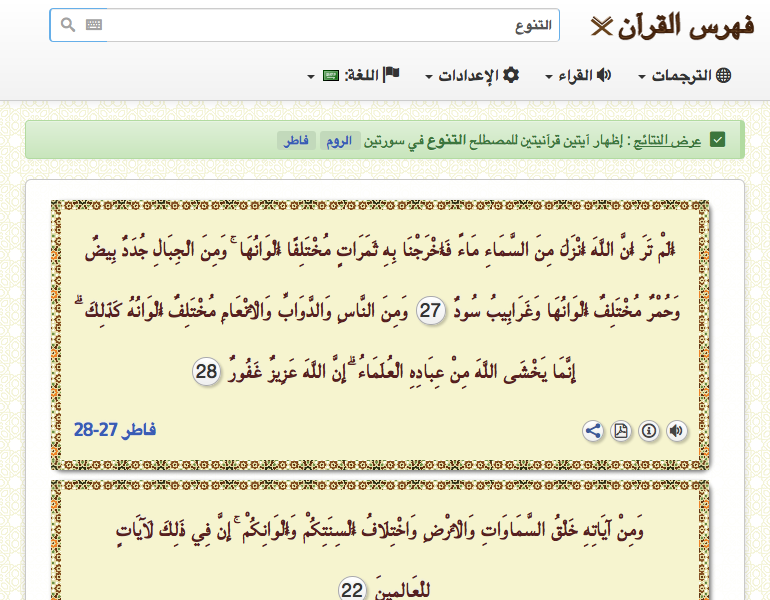 فهرس القرآن
التنوع
الترجمات
القراء
الإعدادات
اللغة:
عرض النتائج : إظهار آيتين قرآنيتين للمصطلح التنوع في سورتين الروم فاطر
أَلَمْ تَرَ أَنَّ اللَّهَ أَنْزَلَ مِنَ السَّمَاءِ مَاءً فَأَخْرَجْنَا بِهِ ثَمَرَاتٍ مُخْتَلِفًا أَلْوَانُهَا ۚ وَمِنَ الْجِبَالِ جُدَدٌ بِيضٌ
وَحُمْرٌ مُخْتَلِفٌ أَلْوَانُهَا وَغَرَابِيبُ سُودٌ 27 وَمِنَ النَّاسِ وَالدَّوَابِّ وَالْأَنْعَامِ مُخْتَلِفٌ أَلْوَانُهُ كَذَٰلِكَ ۗ
إِنَّمَا يَخْشَى اللَّهَ مِنْ عِبَادِهِ الْعُلَمَاءُ ۗ إِنَّ اللَّهَ عَزِيزٌ غَفُورٌ 28
فاطر 27-28
وَمِنْ آيَاتِهِ خَلْقُ السَّمَاوَاتِ وَالْأَرْضِ وَاخْتِلَافُ أَلْسِنَتِكُمْ وَأَلْوَانِكُمْ ۚ إِنَّ فِي ذَٰلِكَ لَآيَاتٍ
لِلْعَالِمِينَ 22